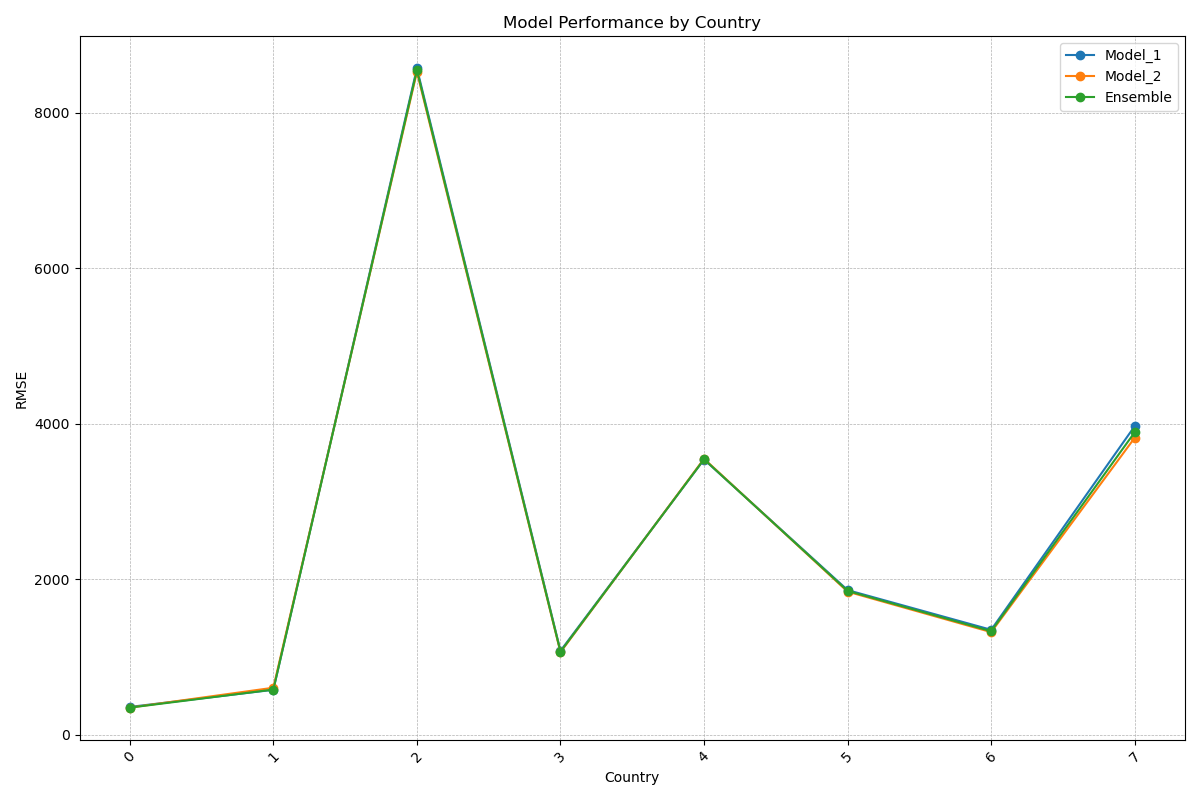 Model Performance by Country
Model_1
Model_2
Ensemble
RMSE
8000
6000
4000
2000
0
0 1 2 3 4 5 6 7
Country